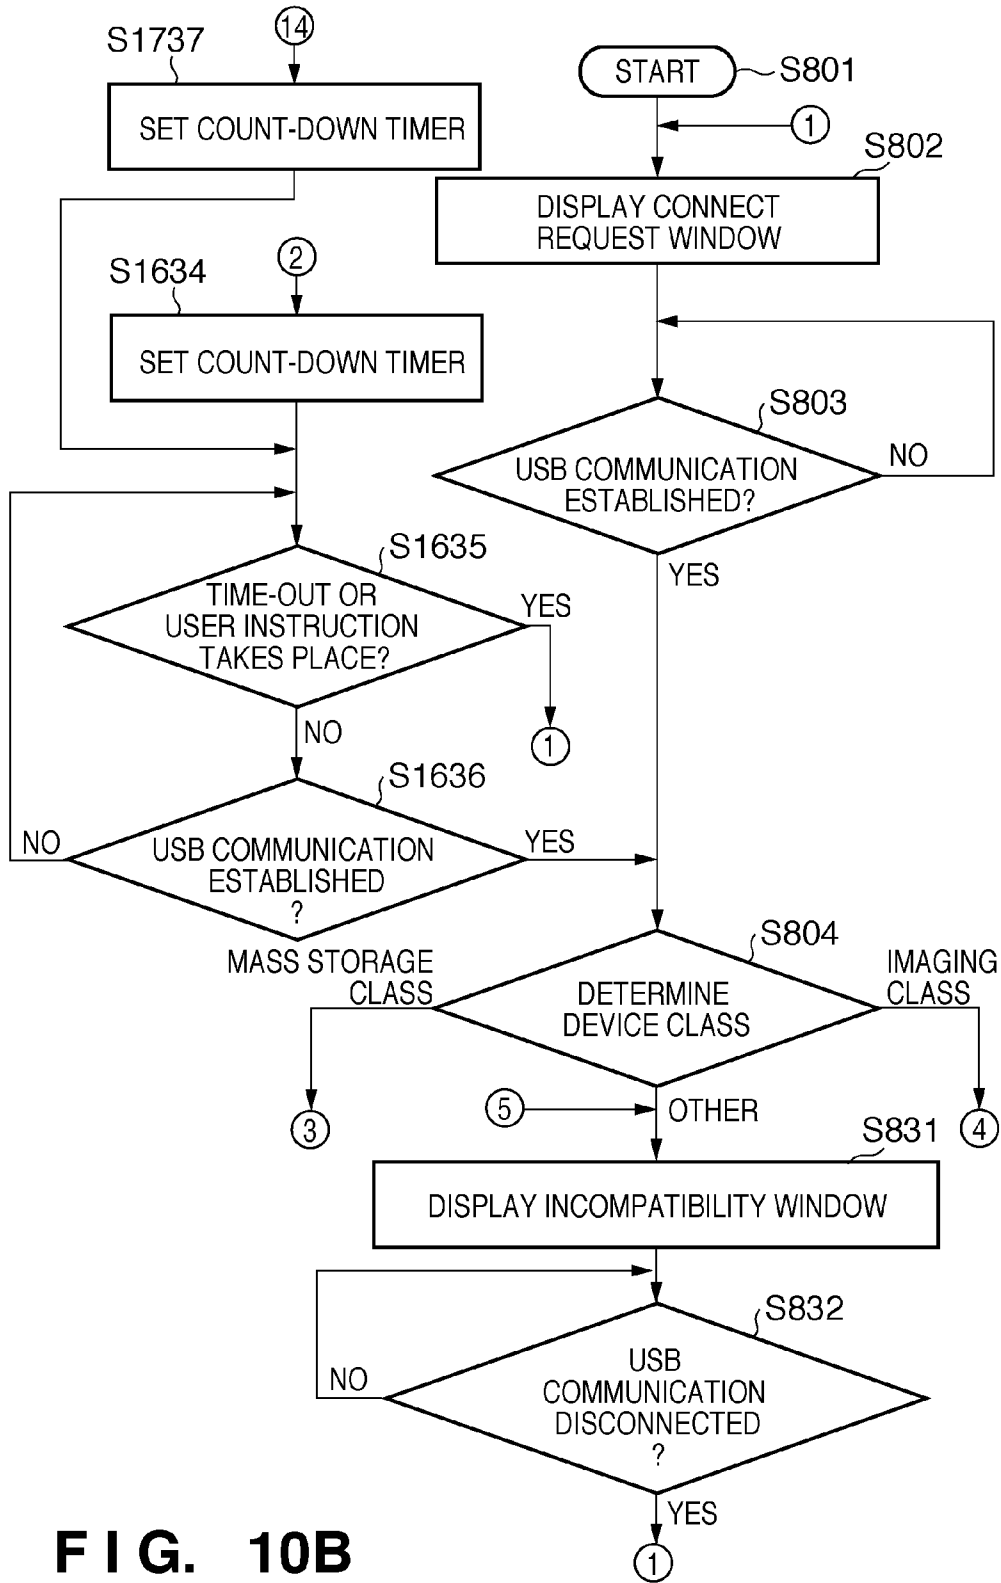 14
S1737
SET COUNT-DOWN TIMER
START
S801
1
S802
DISPLAY CONNECT
REQUEST WINDOW
2
S1634
SET COUNT-DOWN TIMER
S803
USB COMMUNICATION
ESTABLISHED?
NO
YES
S1635
TIME-OUT OR
USER INSTRUCTION
TAKES PLACE?
YES
1
NO
S1636
USB COMMUNICATION
ESTABLISHED
?
NO
YES
S804
DETERMINE
DEVICE CLASS
MASS STORAGE
CLASS
IMAGING
CLASS
3
4
5
OTHER
S831
DISPLAY INCOMPATIBILITY WINDOW
S832
USB
COMMUNICATION
DISCONNECTED
?
NO
YES
1
FIG. 10B